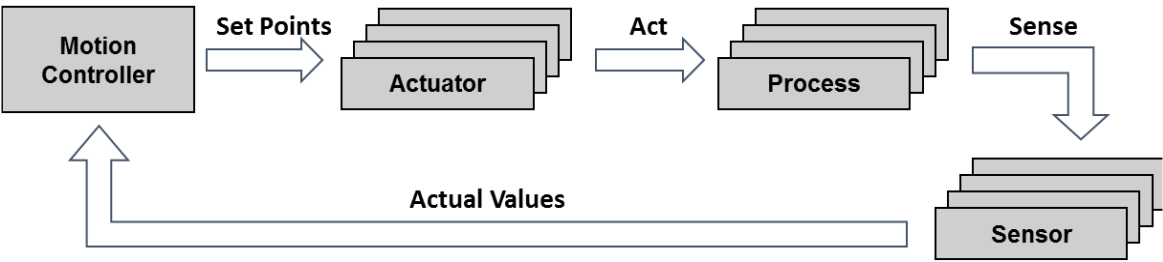 Motion
Controller
Set Points
Actuator
Act
Process
Sense
Sensor
Actual Values